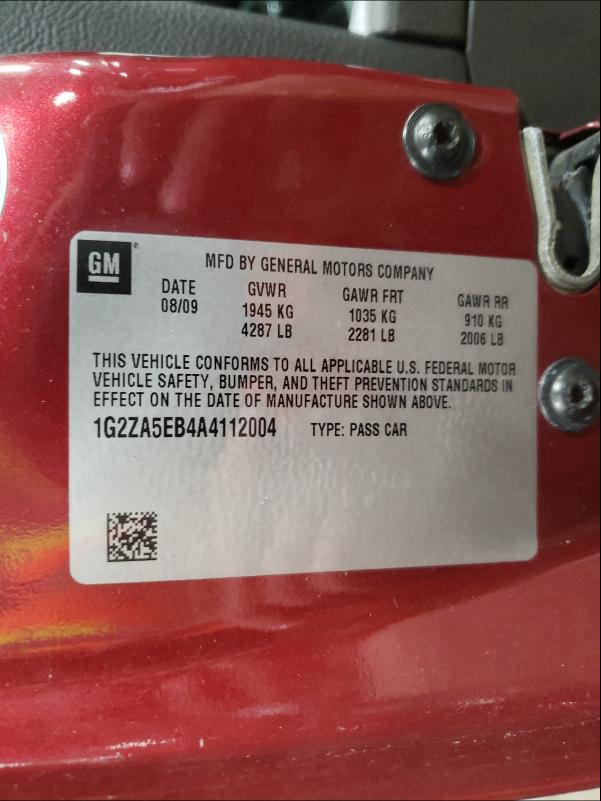 GM
MFD BY GENERAL MOTORS COMPANY
DATE GVWR GAWR FRT GAWR RR
08/09 1945 KG 1035 KG 910 KG
4287 LB 2281 LB 2006 LB
THIS VEHICLE CONFORMS TO ALL APPLICABLE U.S. FEDERAL MOTOR
VEHICLE SAFETY, BUMPER, AND THEFT PREVENTION STANDARDS IN
EFFECT ON THE DATE OF MANUFACTURE SHOWN ABOVE.
1G2ZA5EB4A4112004 TYPE: PASS CAR